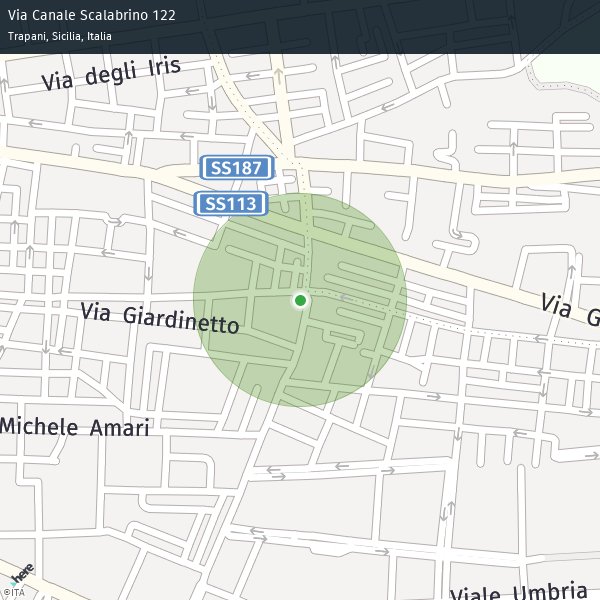 Via Canale Scalabrino 122
Trapani, Sicilia, Italia
Via degli Iris
SS187
SS113
Via Giardinetto
Via G
Michele Amari
Viale Umbria
here
©ITA